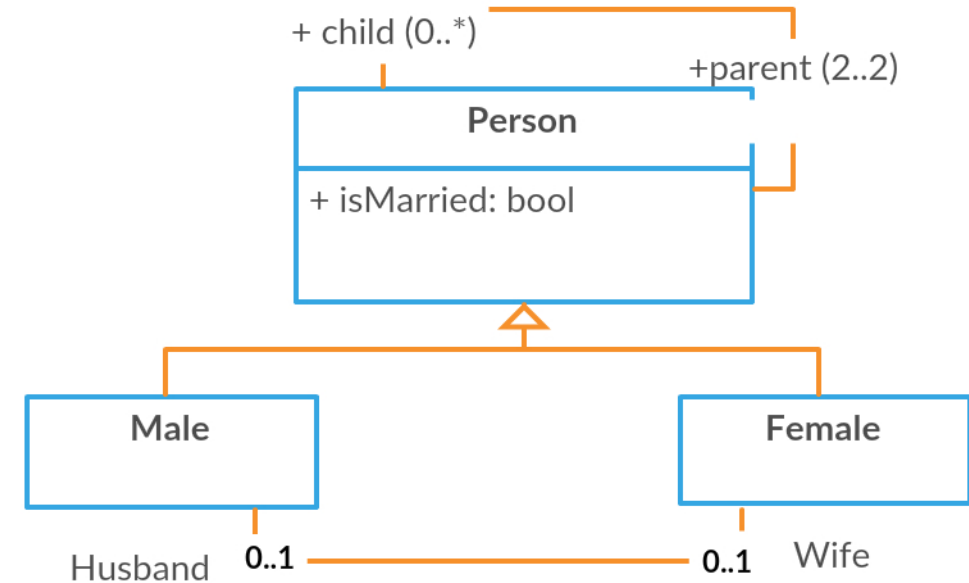 + child (0..*)
+parent (2..2)
Person
+ isMarried: bool
Male
Female
Husband 0..1
0..1 Wife